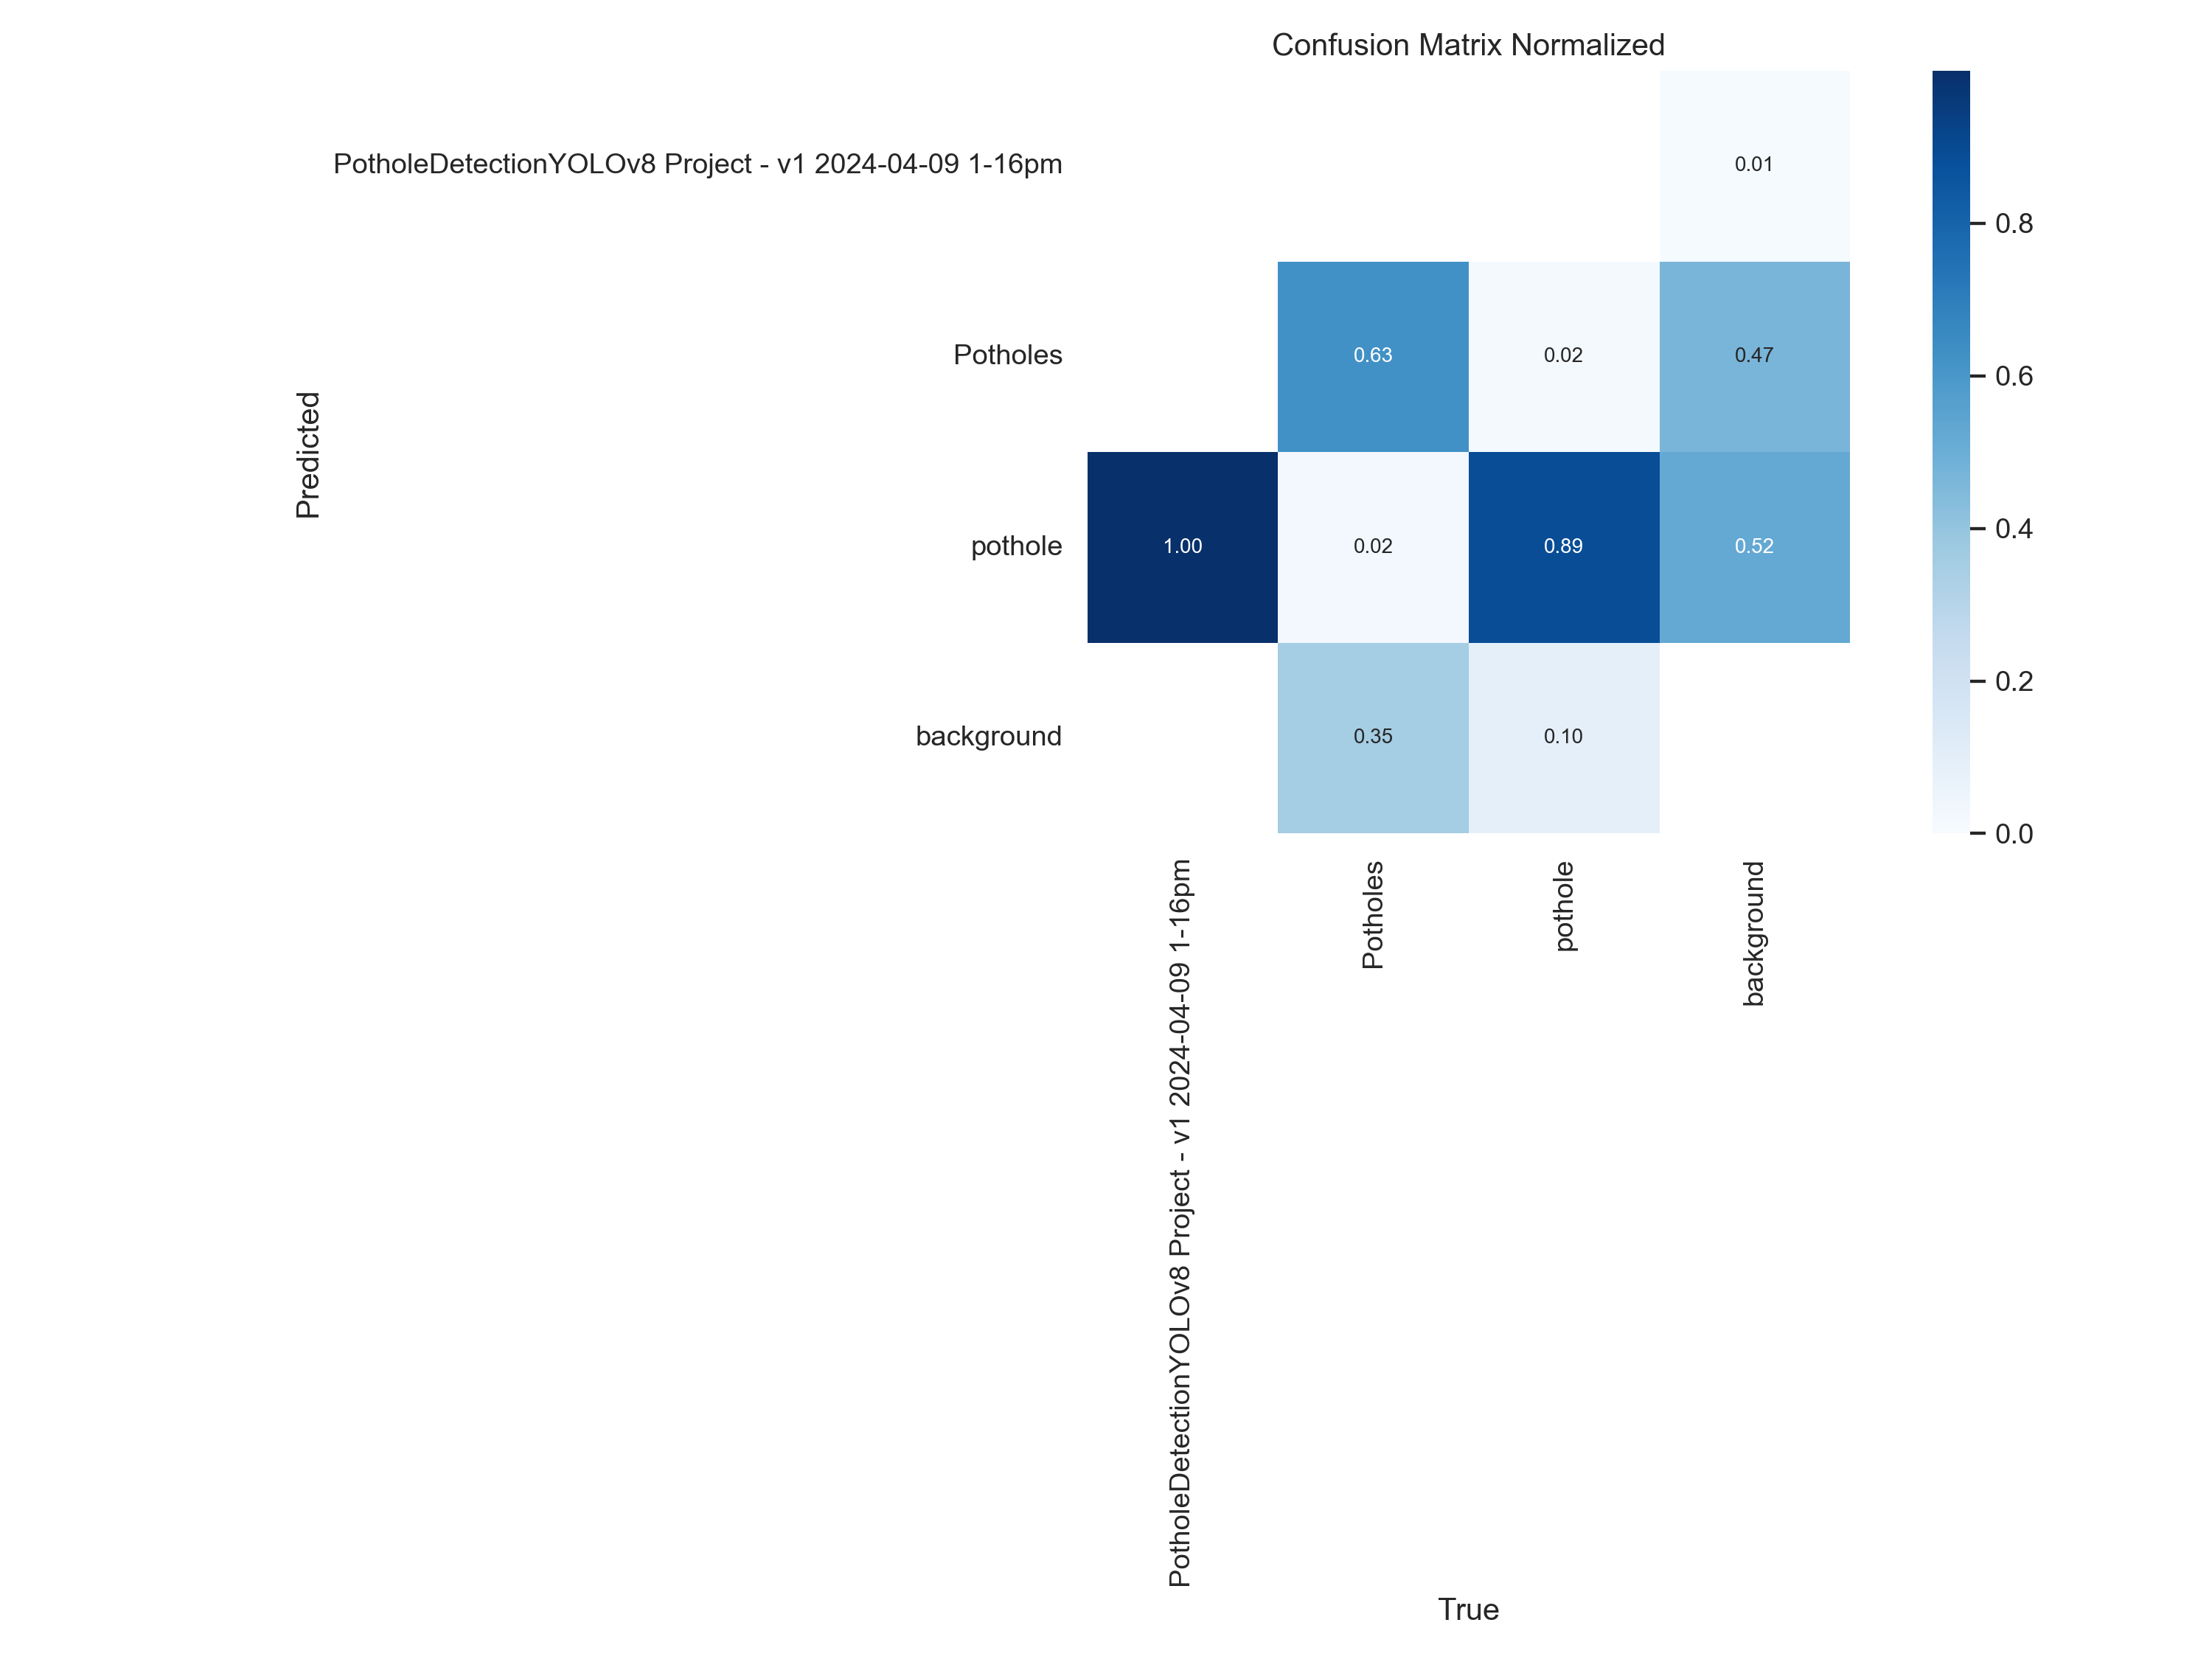 Confusion Matrix Normalized
PotholeDetectionYOLOv8 Project - v1 2024-04-09 1-16pm
0.01
0.8
Potholes
0.63
0.02
0.47
0.6
Predicted
pothole
1.00
0.02
0.89
0.52
0.4
background
0.35
0.10
0.2
0.0
PotholeDetectionYOLOv8 Project - v1 2024-04-09 1-16pm
Potholes
pothole
background
True